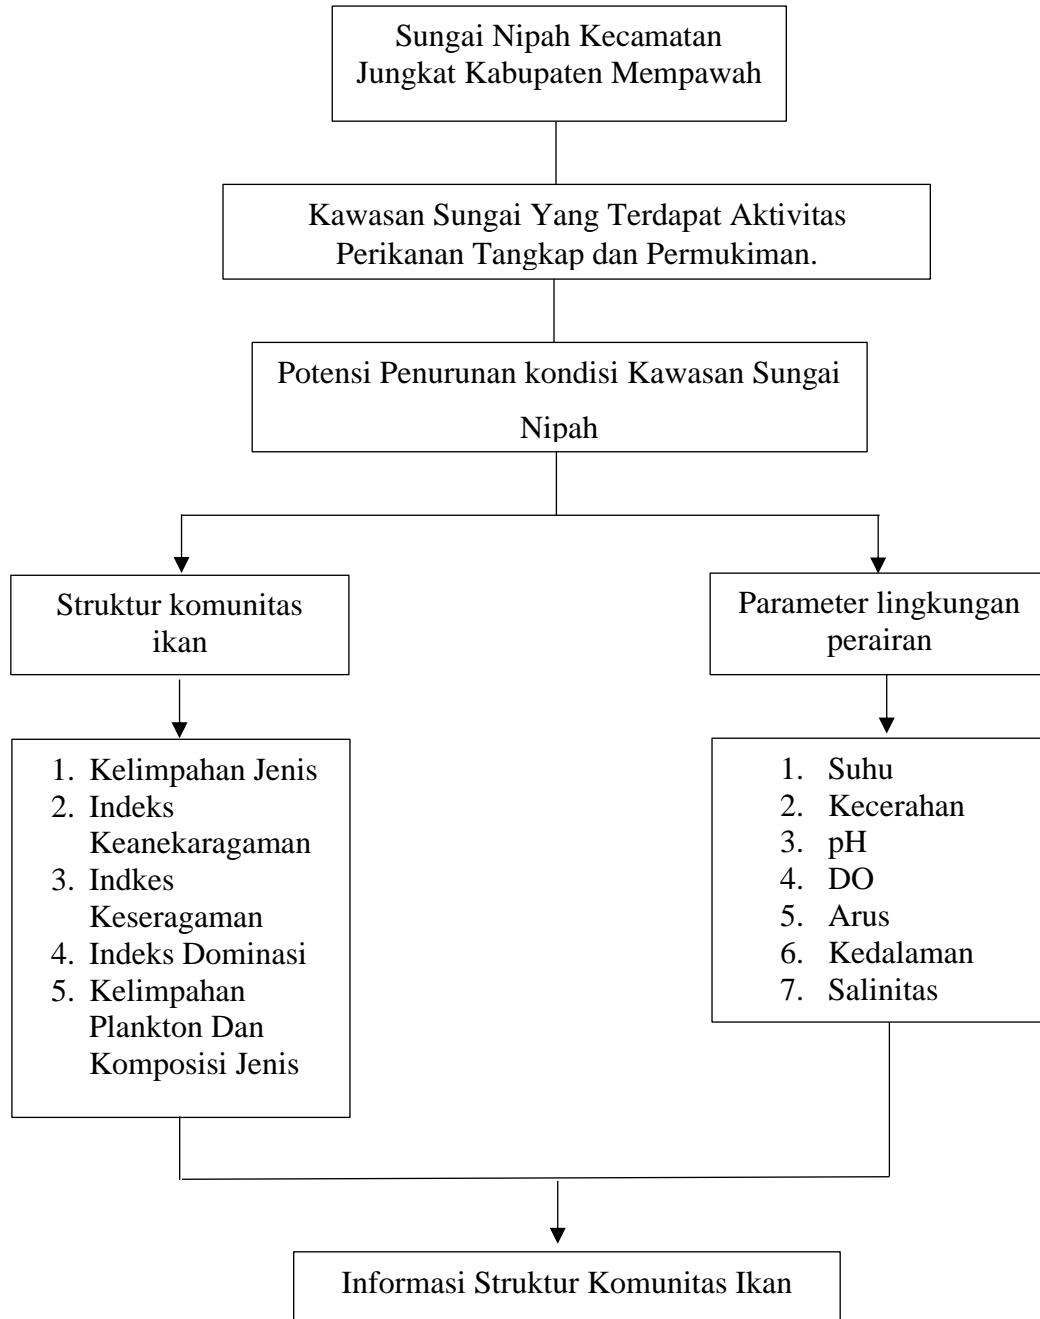 Sungai Nipah Kecamatan
Jungkat Kabupaten Mempawah
Kawasan Sungai Yang Terdapat Aktivitas
Perikanan Tangkap dan Permukiman.
Potensi Penurunan kondisi Kawasan Sungai
Nipah
Struktur komunitas
ikan
Parameter lingkungan
perairan
1. Kelimpahan Jenis
2. Indeks
Keanekaragaman
3. Indkes
Keseragaman
4. Indeks Dominasi
5. Kelimpahan
Plankton Dan
Komposisi Jenis
1. Suhu
2. Kecerahan
3. pH
4. DO
5. Arus
6. Kedalaman
7. Salinitas
Informasi Struktur Komunitas Ikan